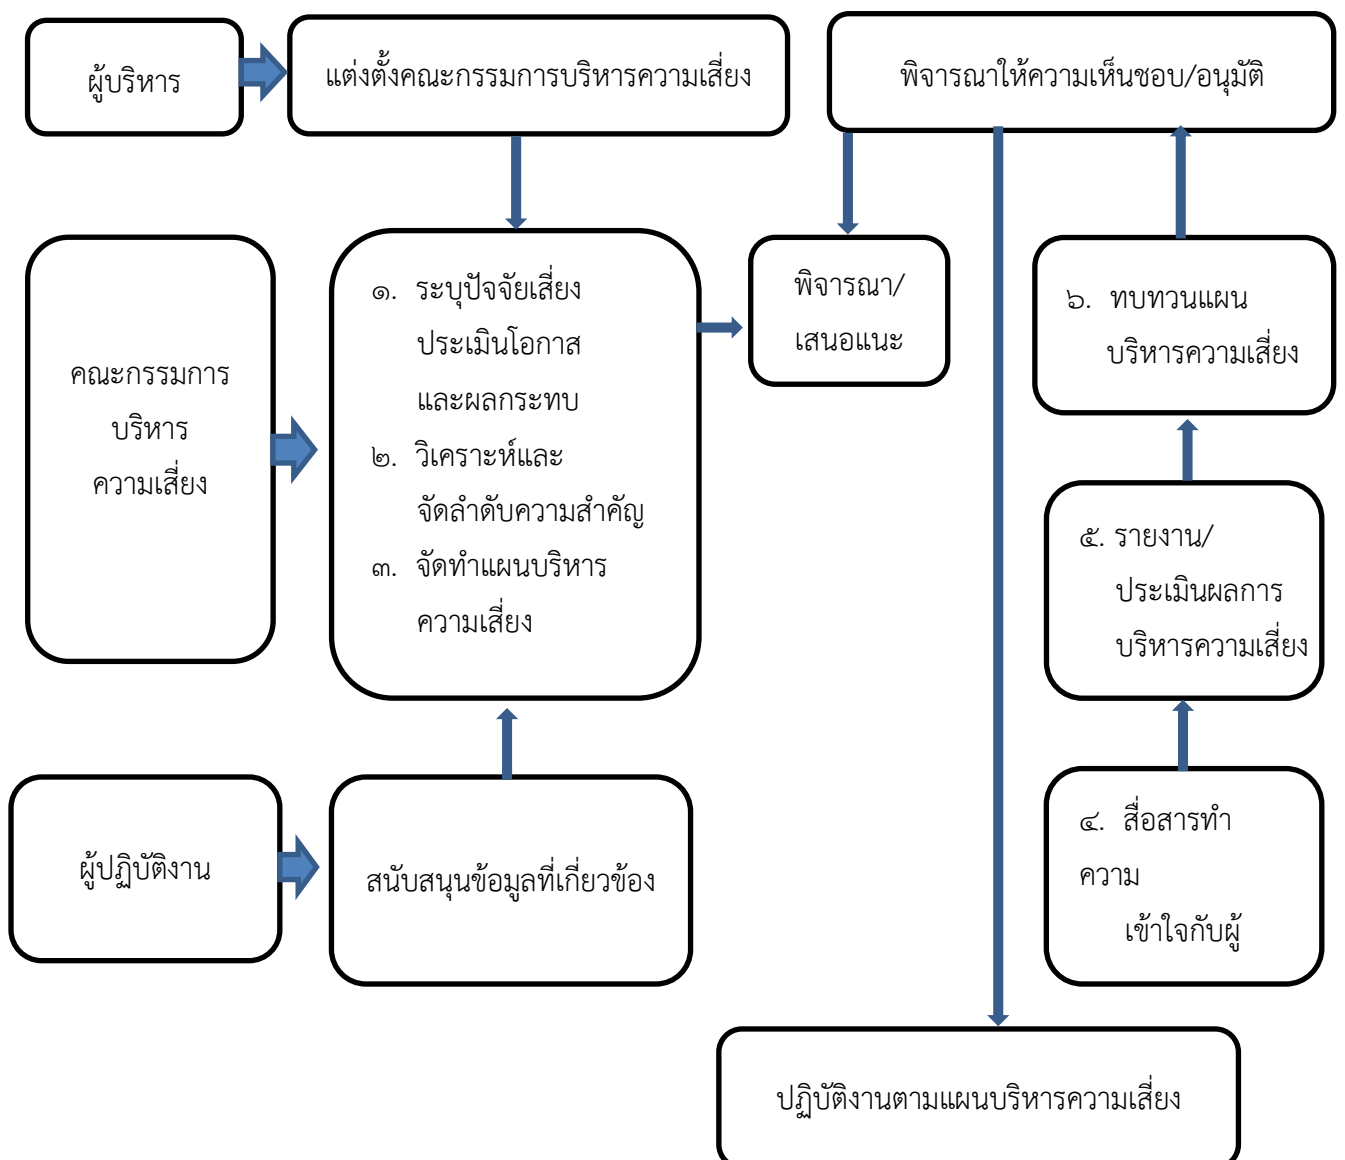 ผู้บริหาร
แต่งตั้งคณะกรรมการบริหารความเสี่ยง
พิจารณาให้ความเห็นชอบ/อนุมัติ
คณะกรรมการ
บริหาร
ความเสี่ยง
๑. ระบุปัจจัยเสี่ยง
ประเมินโอกาส
และผลกระทบ
๒. วิเคราะห์และ
จัดลำดับความสำคัญ
๓. จัดทำแผนบริหาร
ความเสี่ยง
พิจารณา/
เสนอแนะ
๖. ทบทวนแผน
บริหารความเสี่ยง
๕. รายงาน/
ประเมินผลการ
บริหารความเสี่ยง
๔. สื่อสารทำ
ความ
เข้าใจกับผู้
ผู้ปฏิบัติงาน
สนับสนุนข้อมูลที่เกี่ยวข้อง
ปฏิบัติงานตามแผนบริหารความเสี่ยง